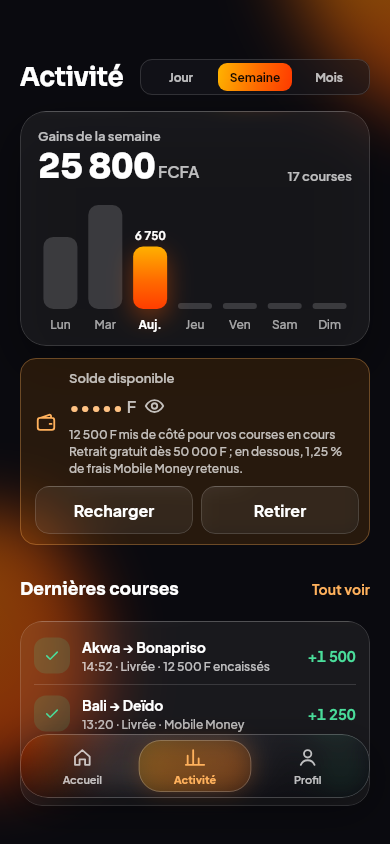 Activité
Jour Semaine Mois
Gains de la semaine
25 800 FCFA
17 courses
6 750
Lun Mar Auj. Jeu Ven Sam Dim
Solde disponible
••••• F
12 500 F mis de côté pour vos courses en cours
Retrait gratuit dès 50 000 F ; en dessous, 1,25 %
de frais Mobile Money retenus.
Recharger Retirer
Dernières courses Tout voir
Akwa → Bonapriso
14:52 · Livrée · 12 500 F encaissés
+1 500
Bali → Deïdo
13:20 · Livrée · Mobile Money
+1 250
Accueil Activité Profil